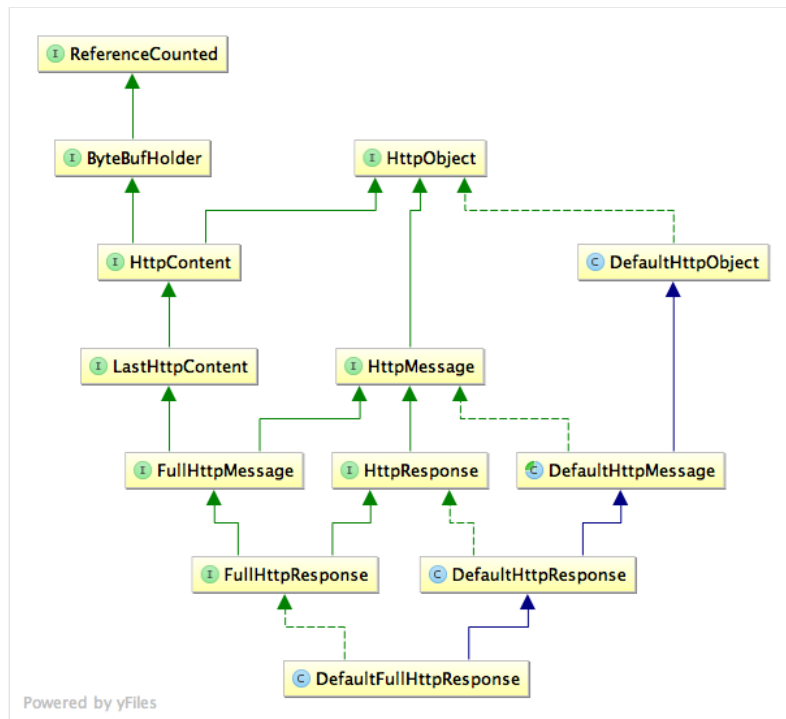 I ReferenceCounted
I ByteBufHolder
I HttpObject
I HttpContent
C DefaultHttpObject
I LastHttpContent
I HttpMessage
I FullHttpMessage
I HttpResponse
C DefaultHttpMessage
I FullHttpResponse
C DefaultHttpResponse
C DefaultFullHttpResponse
Powered by yFiles